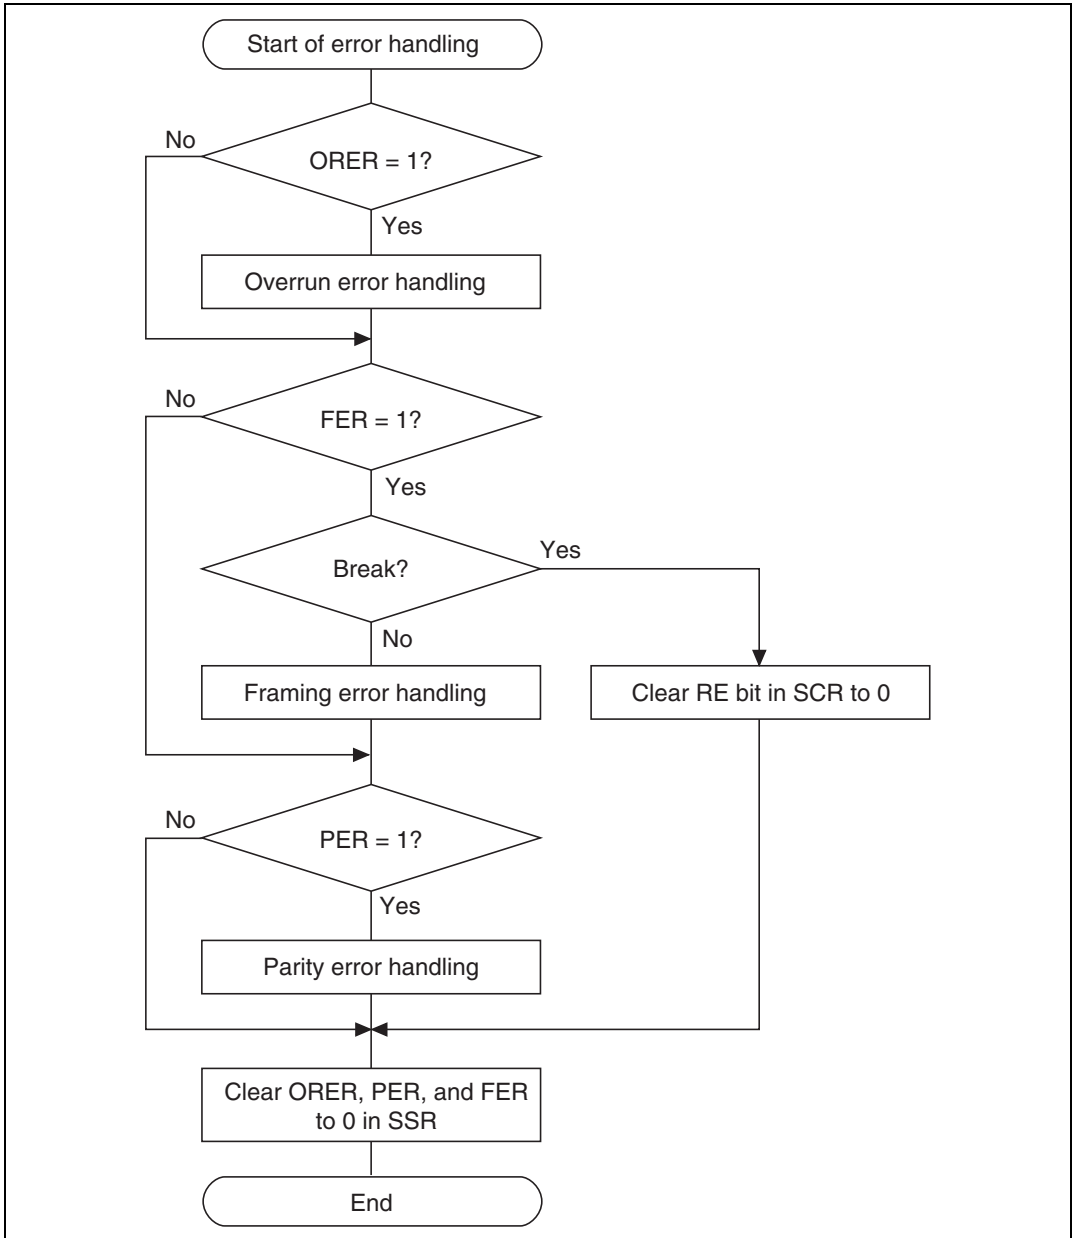 Start of error handling
No
ORER = 1?
Yes
Overrun error handling
No
FER = 1?
Yes
Break?
Yes
No
Framing error handling
Clear RE bit in SCR to 0
No
PER = 1?
Yes
Parity error handling
Clear ORER, PER, and FER
to 0 in SSR
End